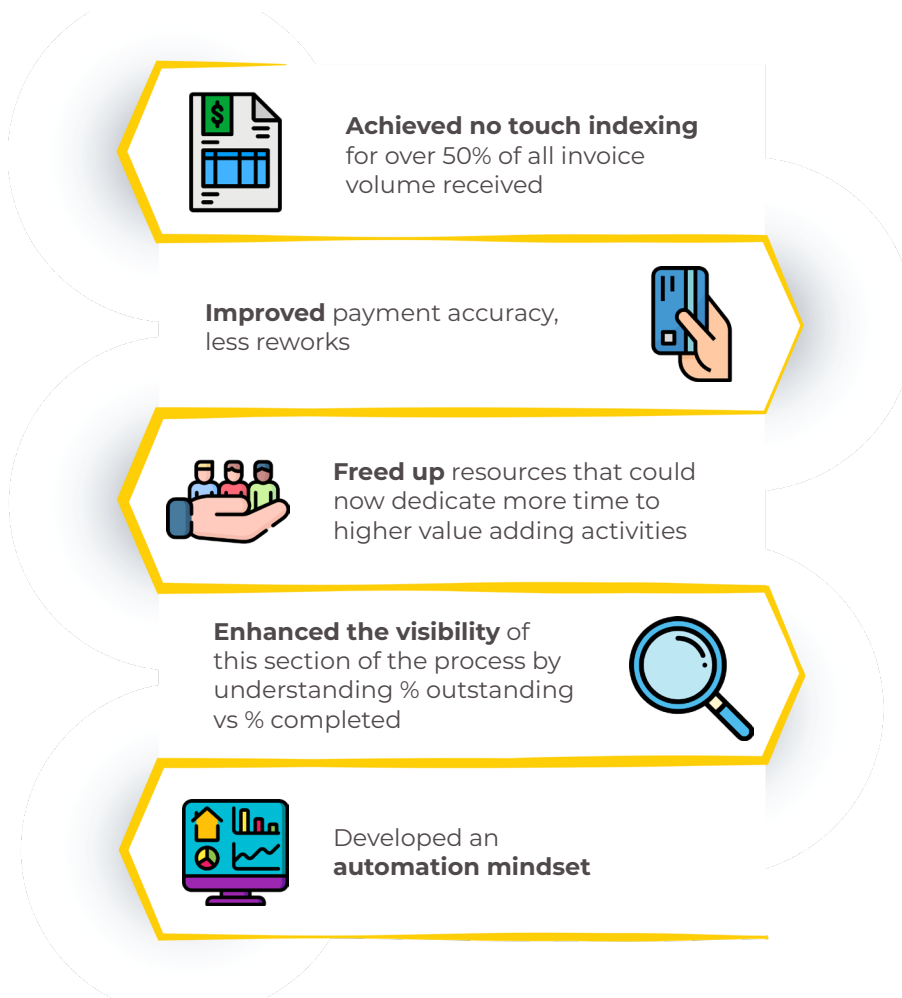 Achieved no touch indexing
for over 50% of all invoice
volume received
Improved payment accuracy,
less reworks
Freed up resources that could
now dedicate more time to
higher value adding activities
Enhanced the visibility of
this section of the process by
understanding % outstanding
vs % completed
Developed an
automation mindset